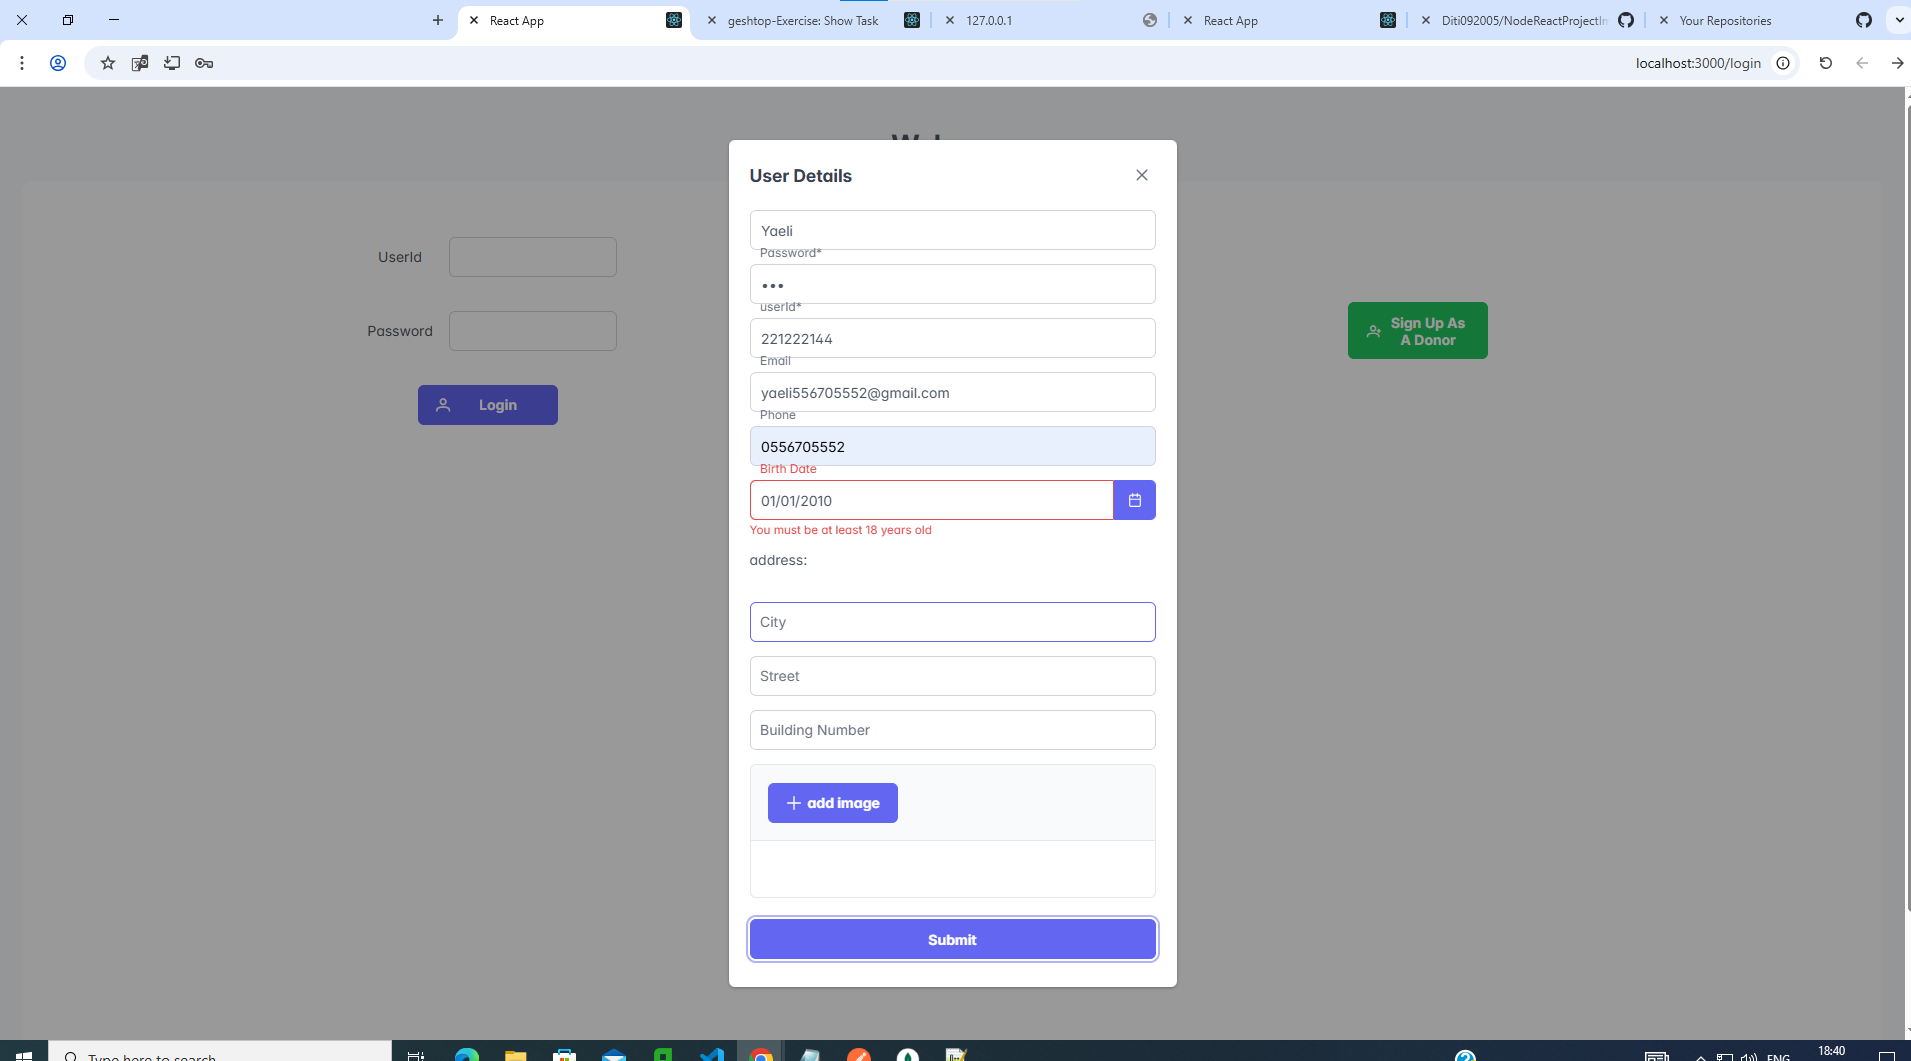 React App
geshtop-Exercise: Show Task
127.0.0.1
React App
Diti092005/NodeReactProjectIn
Your Repositories
localhost:3000/login
User Details
Yaeli
Password*
•••
userId*
221222144
Email
yaeli556705552@gmail.com
Phone
0556705552
Birth Date
01/01/2010
You must be at least 18 years old
address:
City
Street
Building Number
add image
Submit
UserId
Password
Login
Sign Up As
A Donor
Type here to search
ENG
18:40